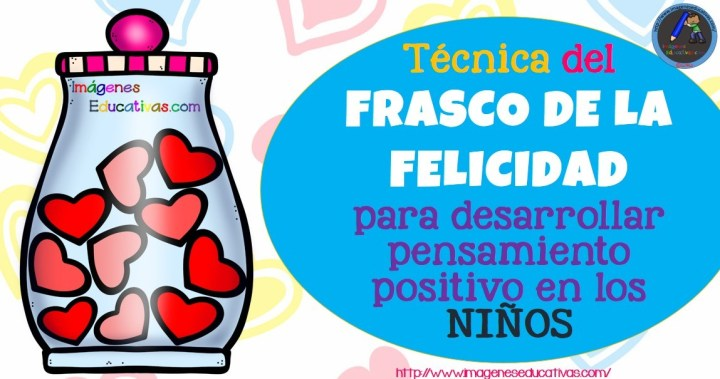 Imágenes
Educativas.com
Técnica del
FRASCO DE LA
FELICIDAD
para desarrollar
pensamiento
positivo en los
NIÑOS
http://www.imageneseducativas.com/